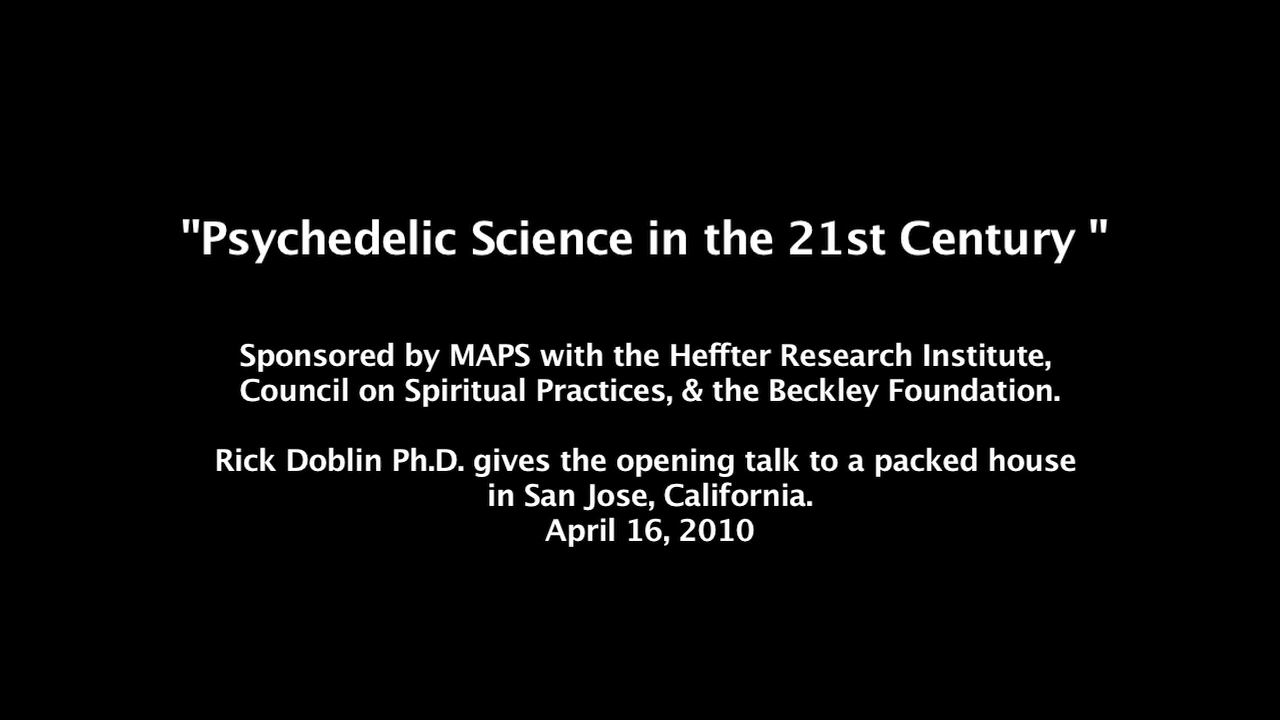 "Psychedelic Science in the 21st Century "
Sponsored by MAPS with the Heffter Research Institute,
Council on Spiritual Practices, & the Beckley Foundation.
Rick Doblin Ph.D. gives the opening talk to a packed house
in San Jose, California.
April 16, 2010